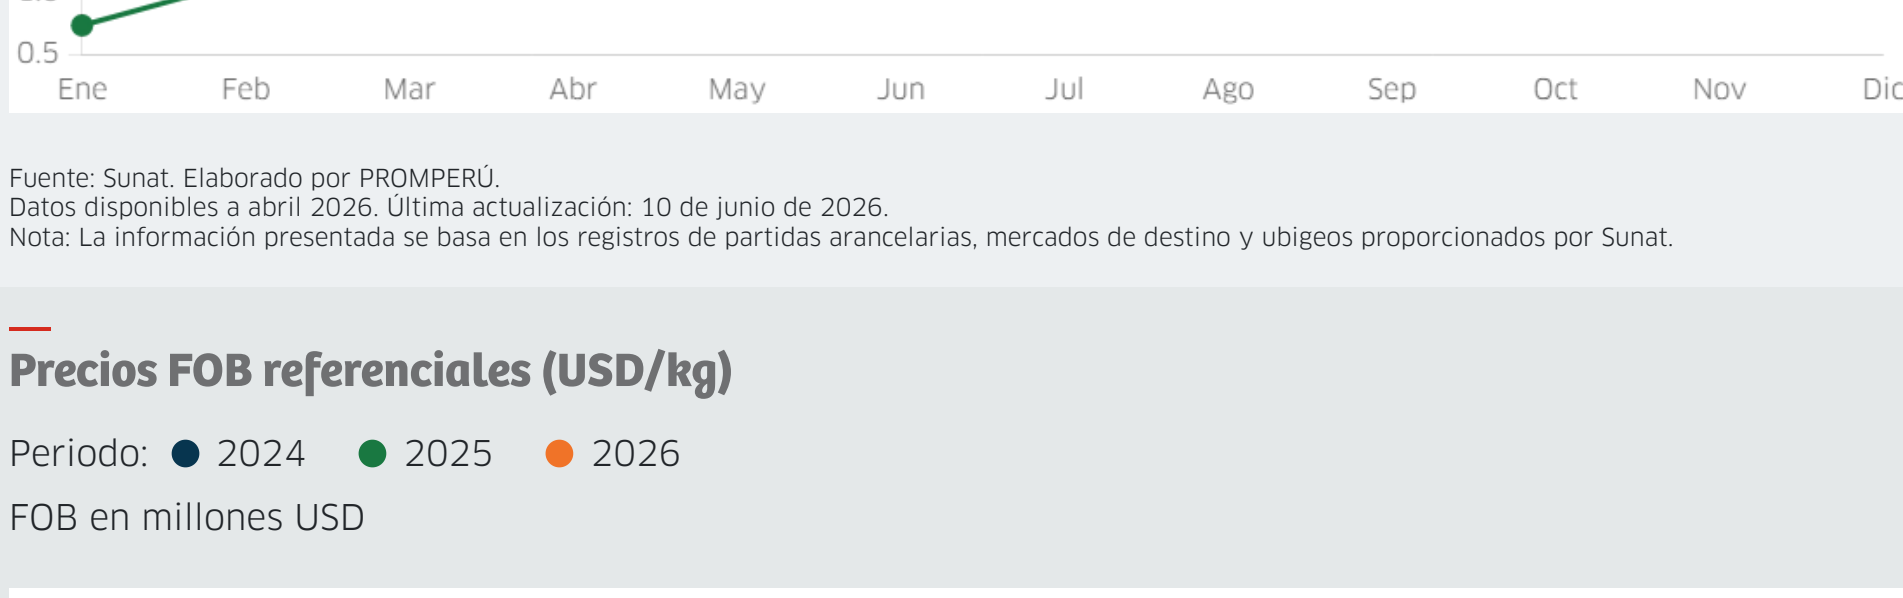 0.5
Ene Feb Mar Abr May Jun Jul Ago Sep Oct Nov Dic
Fuente: Sunat. Elaborado por PROMPERÚ.
Datos disponibles a abril 2026. Última actualización: 10 de junio de 2026.
Nota: La información presentada se basa en los registros de partidas arancelarias, mercados de destino y ubigeos proporcionados por Sunat.
Precios FOB referenciales (USD/kg)
Periodo: 2024 2025 2026
FOB en millones USD